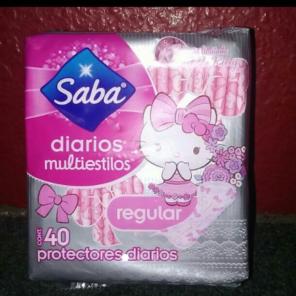 Saba®
diarios
multiestilos
regular
CONT 40
protectores diarios